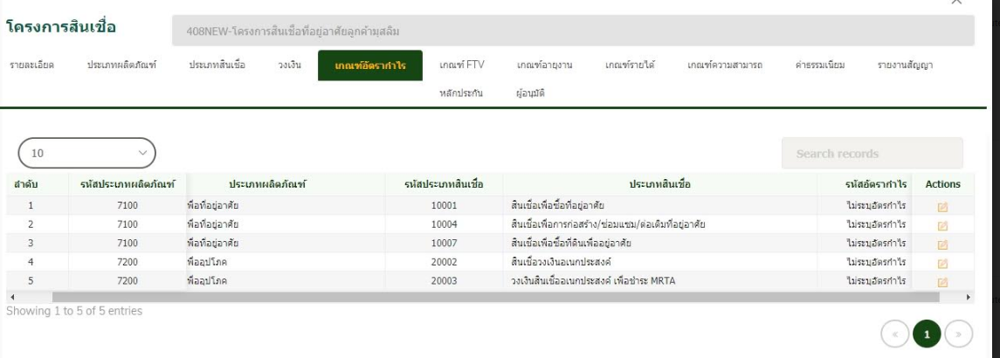 โครงการสินเชื่อ 408NEW-โครงการสินเชื่อที่อยู่อาศัยลูกค้ามุสลิม
รายละเอียด ประเภทผลิตภัณฑ์ ประเภทสินเชื่อ วงเงิน เกณฑ์อัตรากำไร เกณฑ์ FTV เกณฑ์อายุงาน เกณฑ์รายได้ เกณฑ์ความสามารถ ค่าธรรมเนียม รายงานสัญญา
หลักประกัน ผู้อนุมัติ
10 Search records
ลำดับ รหัสประเภทผลิตภัณฑ์ ประเภทผลิตภัณฑ์ รหัสประเภทสินเชื่อ ประเภทสินเชื่อ รหัสอัตรากำไร Actions
1 7100 พื่อที่อยู่อาศัย 10001 สินเชื่อเพื่อซื้อที่อยู่อาศัย ไม่ระบุอัตรกำไร
2 7100 พื่อที่อยู่อาศัย 10004 สินเชื่อเพื่อการก่อสร้าง/ซ่อมแซม/ต่อเติมที่อยู่อาศัย ไม่ระบุอัตรกำไร
3 7100 พื่อที่อยู่อาศัย 10007 สินเชื่อเพื่อซื้อที่ดินเพื่ออยู่อาศัย ไม่ระบุอัตรกำไร
4 7200 พื่ออุปโภค 20002 สินเชื่อวงเงินอเนกประสงค์ ไม่ระบุอัตรกำไร
5 7200 พื่ออุปโภค 20003 วงเงินสินเชื่ออเนกประสงค์ เพื่อชำระ MRTA ไม่ระบุอัตรกำไร
Showing 1 to 5 of 5 entries
« 1 »